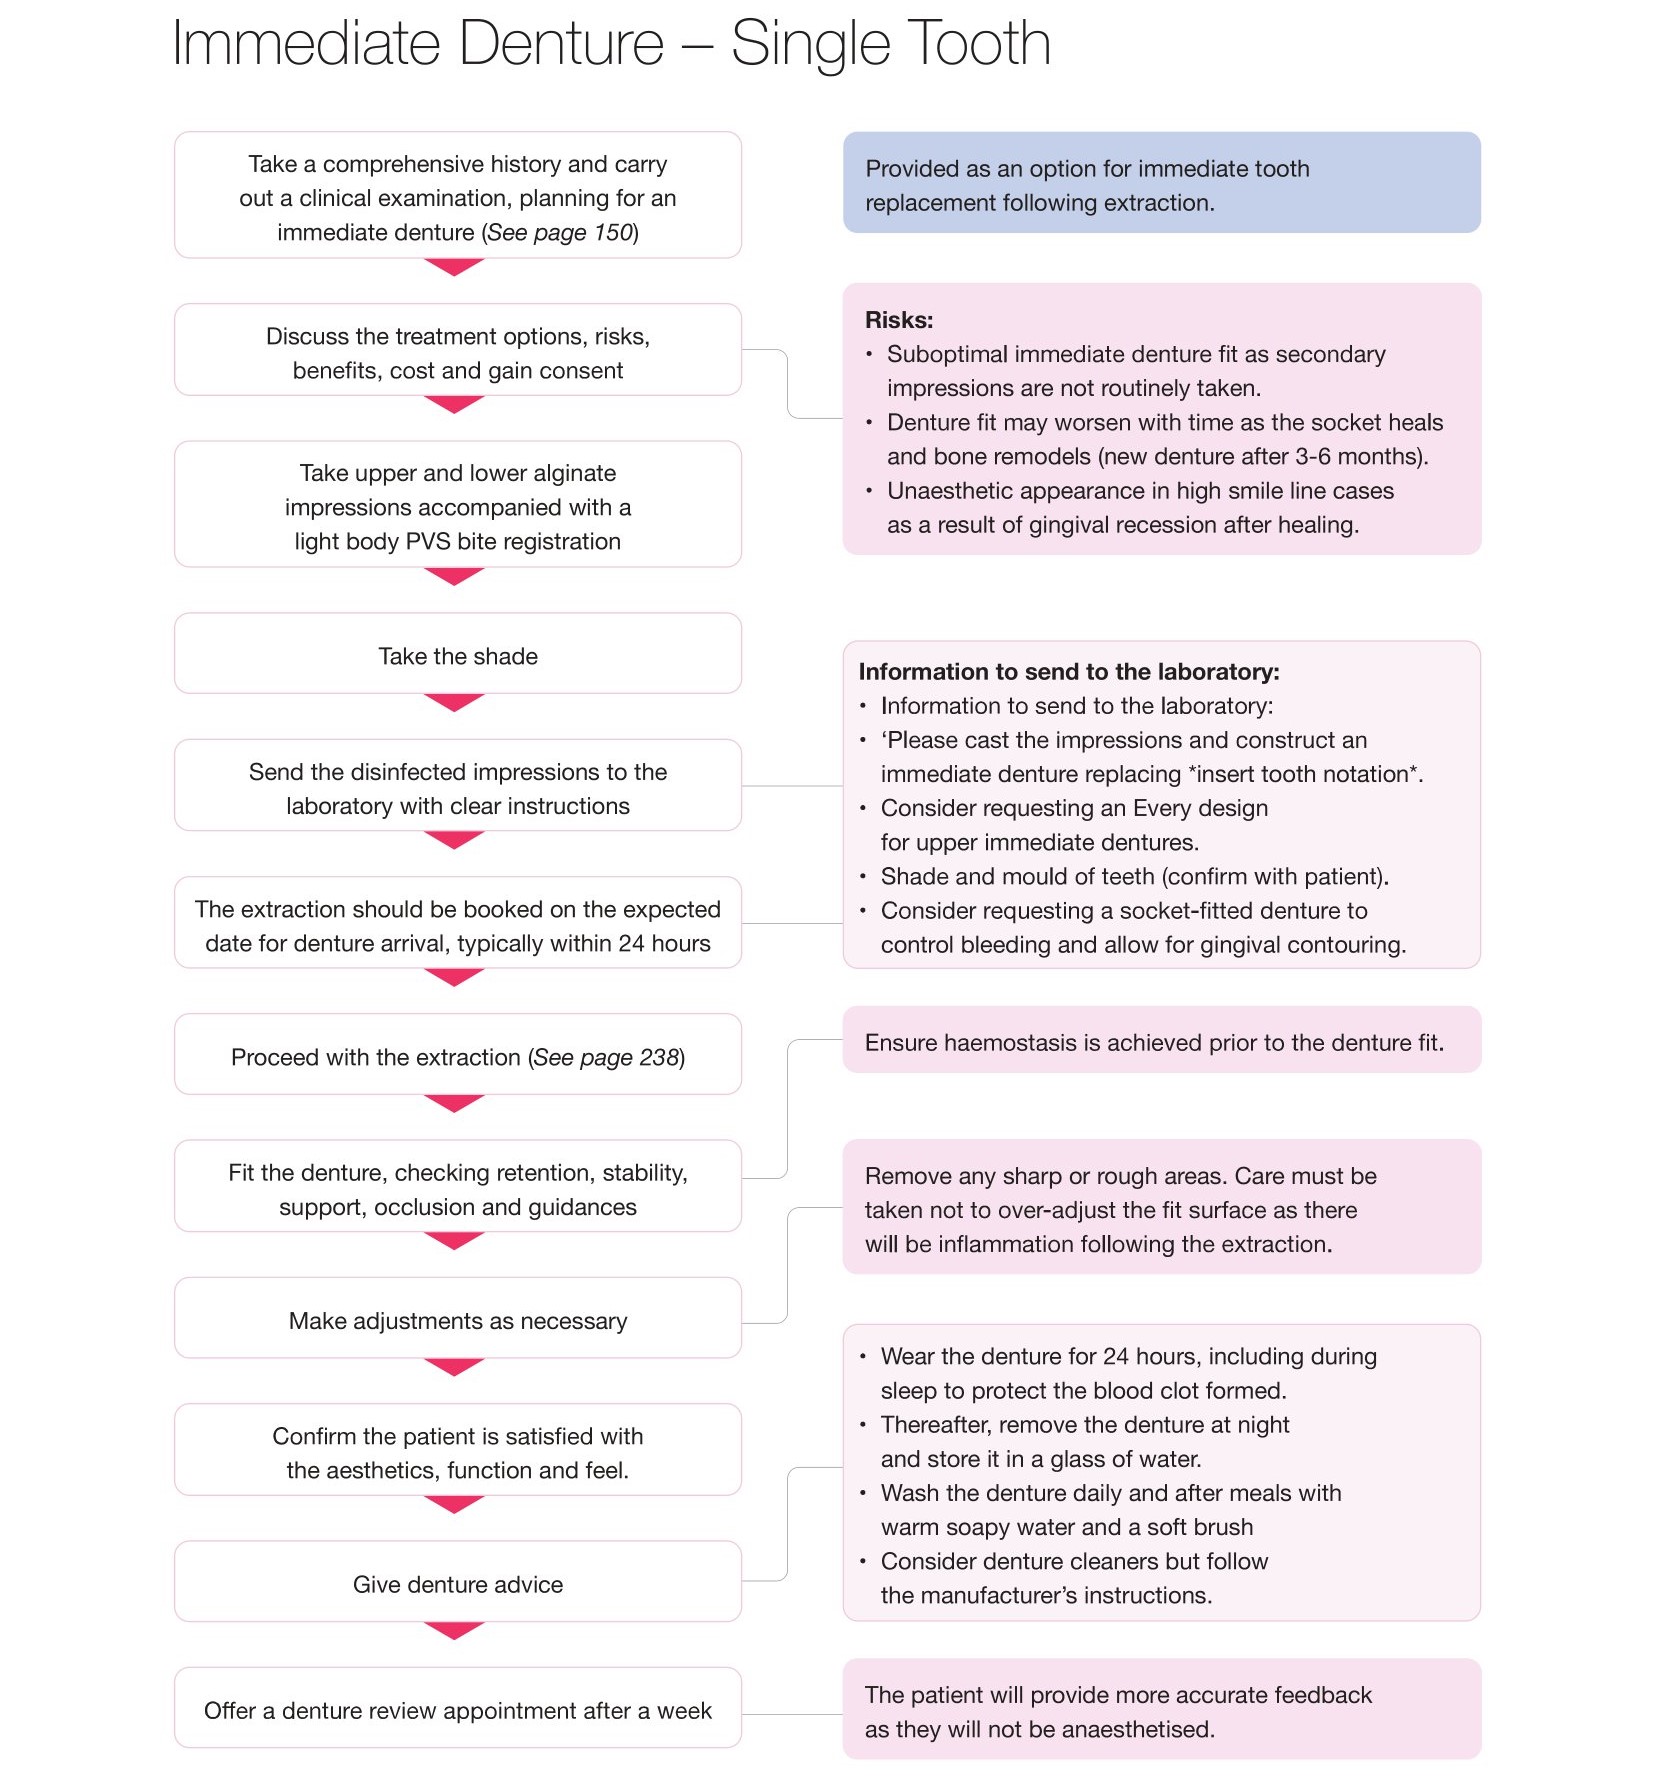 Immediate Denture – Single Tooth
Take a comprehensive history and carry
out a clinical examination, planning for an
immediate denture (See page 150)
Provided as an option for immediate tooth
replacement following extraction.
Discuss the treatment options, risks,
benefits, cost and gain consent
Risks:
• Suboptimal immediate denture fit as secondary
impressions are not routinely taken.
• Denture fit may worsen with time as the socket heals
and bone remodels (new denture after 3-6 months).
• Unaesthetic appearance in high smile line cases
as a result of gingival recession after healing.
Take upper and lower alginate
impressions accompanied with a
light body PVS bite registration
Take the shade
Send the disinfected impressions to the
laboratory with clear instructions
Information to send to the laboratory:
• Information to send to the laboratory:
• ‘Please cast the impressions and construct an
immediate denture replacing *insert tooth notation*.
• Consider requesting an Every design
for upper immediate dentures.
• Shade and mould of teeth (confirm with patient).
• Consider requesting a socket-fitted denture to
control bleeding and allow for gingival contouring.
The extraction should be booked on the expected
date for denture arrival, typically within 24 hours
Proceed with the extraction (See page 238)
Ensure haemostasis is achieved prior to the denture fit.
Fit the denture, checking retention, stability,
support, occlusion and guidances
Remove any sharp or rough areas. Care must be
taken not to over-adjust the fit surface as there
will be inflammation following the extraction.
Make adjustments as necessary
Confirm the patient is satisfied with
the aesthetics, function and feel.
Give denture advice
• Wear the denture for 24 hours, including during
sleep to protect the blood clot formed.
• Thereafter, remove the denture at night
and store it in a glass of water.
• Wash the denture daily and after meals with
warm soapy water and a soft brush
• Consider denture cleaners but follow
the manufacturer’s instructions.
Offer a denture review appointment after a week
The patient will provide more accurate feedback
as they will not be anaesthetised.